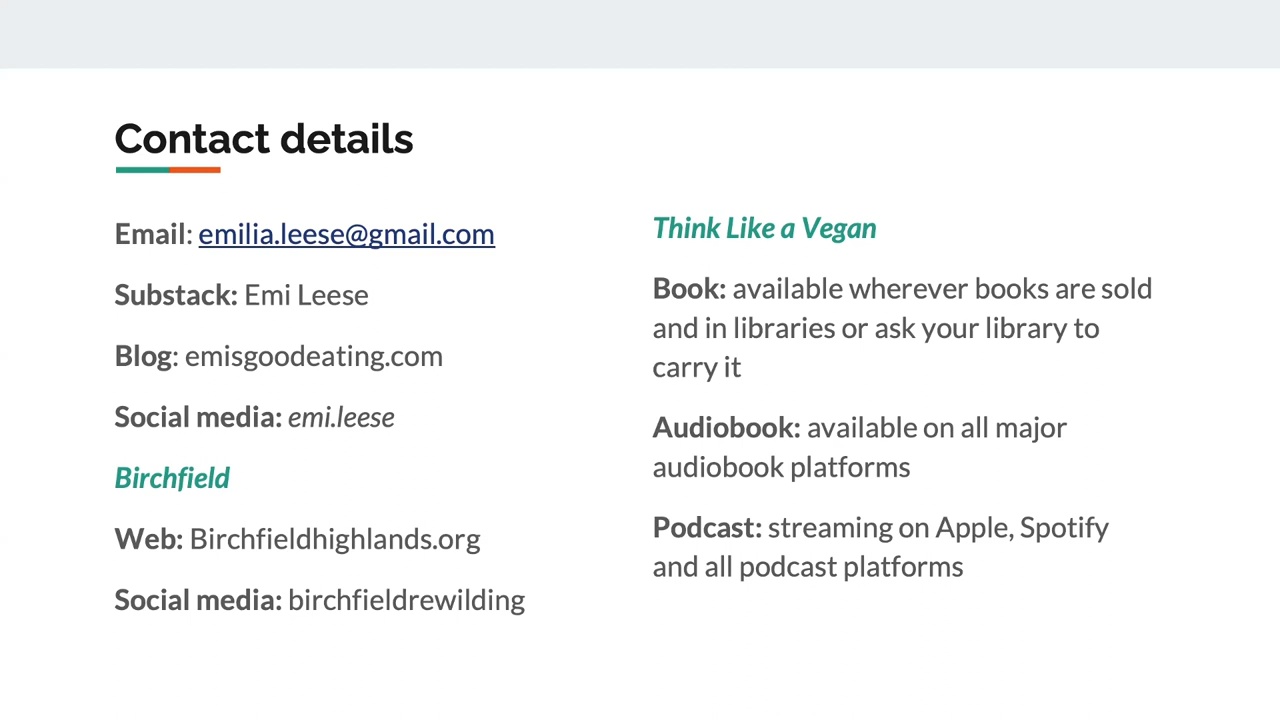 Contact details
Email: emilia.leese@gmail.com
Substack: Emi Leese
Blog: emisgoodeating.com
Social media: emi.leese
Birchfield
Web: Birchfieldhighlands.org
Social media: birchfieldrewilding
Think Like a Vegan
Book: available wherever books are sold
and in libraries or ask your library to
carry it
Audiobook: available on all major
audiobook platforms
Podcast: streaming on Apple, Spotify
and all podcast platforms